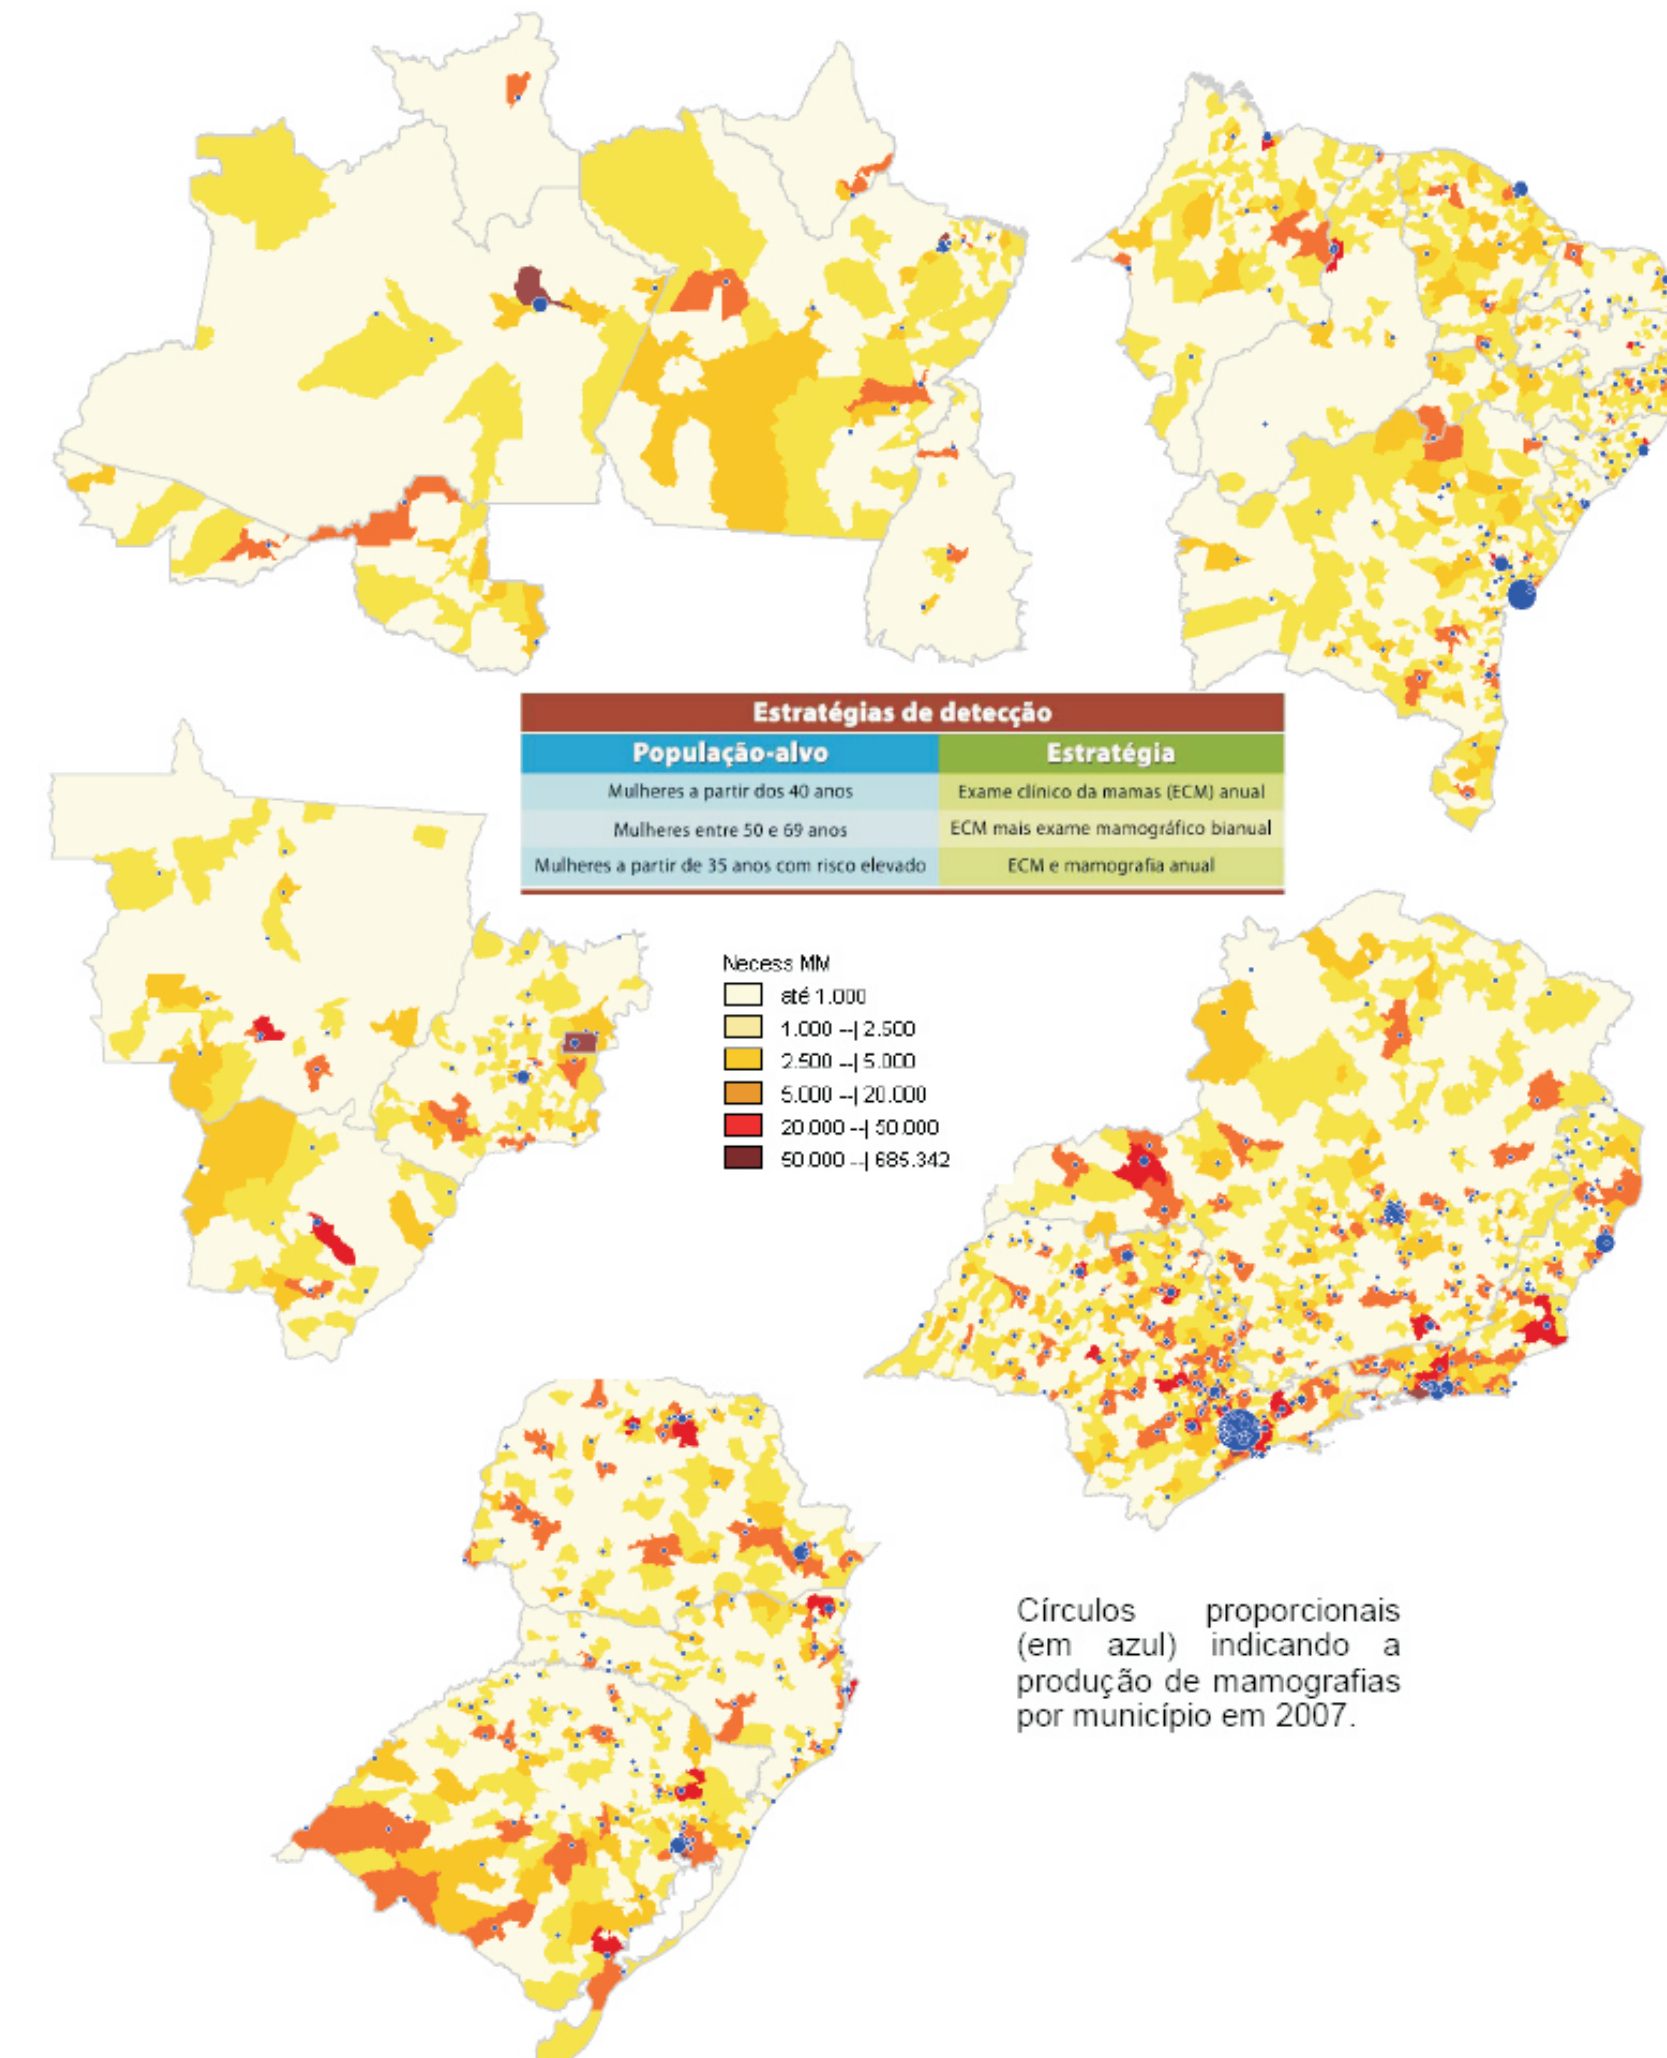 Estratégias de detecção
População-alvo Estratégia
Mulheres a partir dos 40 anos Exame clínico da mamas (ECM) anual
Mulheres entre 50 e 69 anos ECM mais exame mamográfico bianual
Mulheres a partir de 35 anos com risco elevado ECM e mamografia anual
Necess MM
até 1.000
1.000 --| 2.500
2.500 --| 5.000
5.000 --| 20.000
20.000 --| 50.000
50.000 --| 685.342
Círculos proporcionais
(em azul) indicando a
produção de mamografias
por município em 2007.